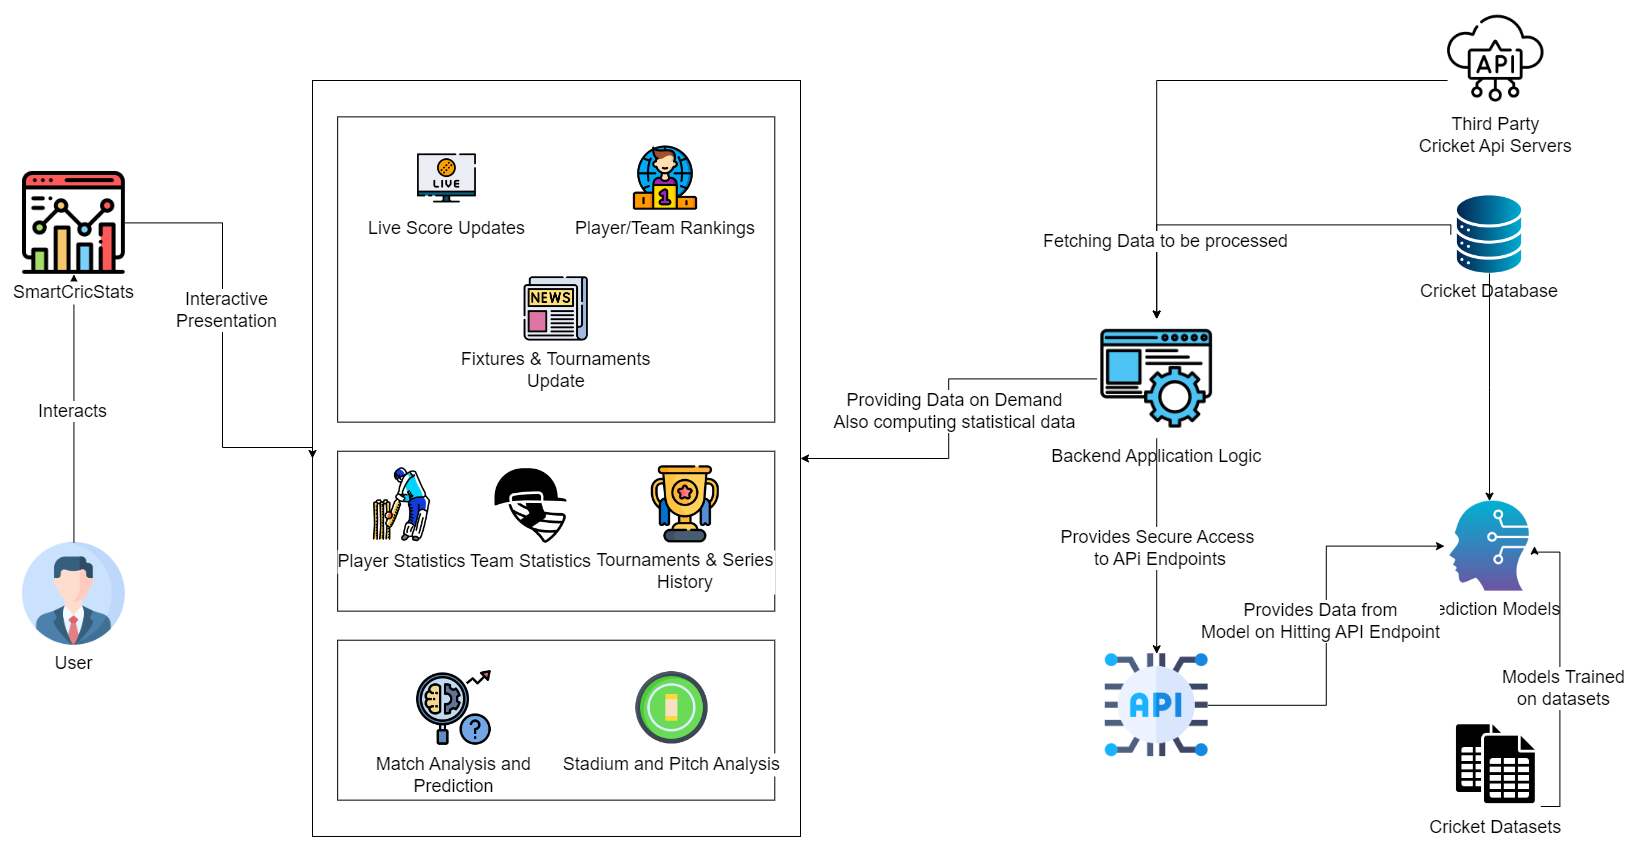 API
Third Party
Cricket Api Servers
LIVE
1
Live Score Updates
Player/Team Rankings
Fetching Data to be processed
SmartCricStats
Cricket Database
Interactive
Presentation
NEWS
Fixtures & Tournaments
Update
Interacts
Providing Data on Demand
Also computing statistical data
Backend Application Logic
Player Statistics
Team Statistics
Tournaments & Series
History
Provides Secure Access
to APi Endpoints
Provides Data from
Model on Hitting API Endpoint
ediction Models
User
API
Models Trained
on datasets
?
Match Analysis and
Prediction
Stadium and Pitch Analysis
Cricket Datasets